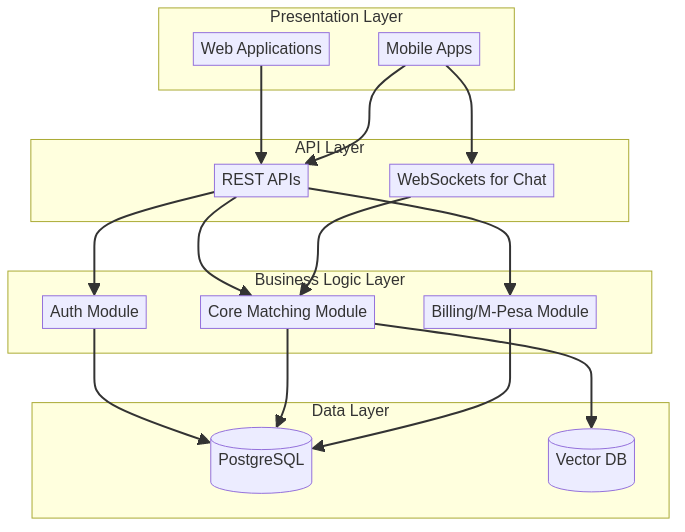 Presentation Layer
Web Applications
Mobile Apps
API Layer
REST APIs
WebSockets for Chat
Business Logic Layer
Auth Module
Core Matching Module
Billing/M-Pesa Module
Data Layer
PostgreSQL
Vector DB